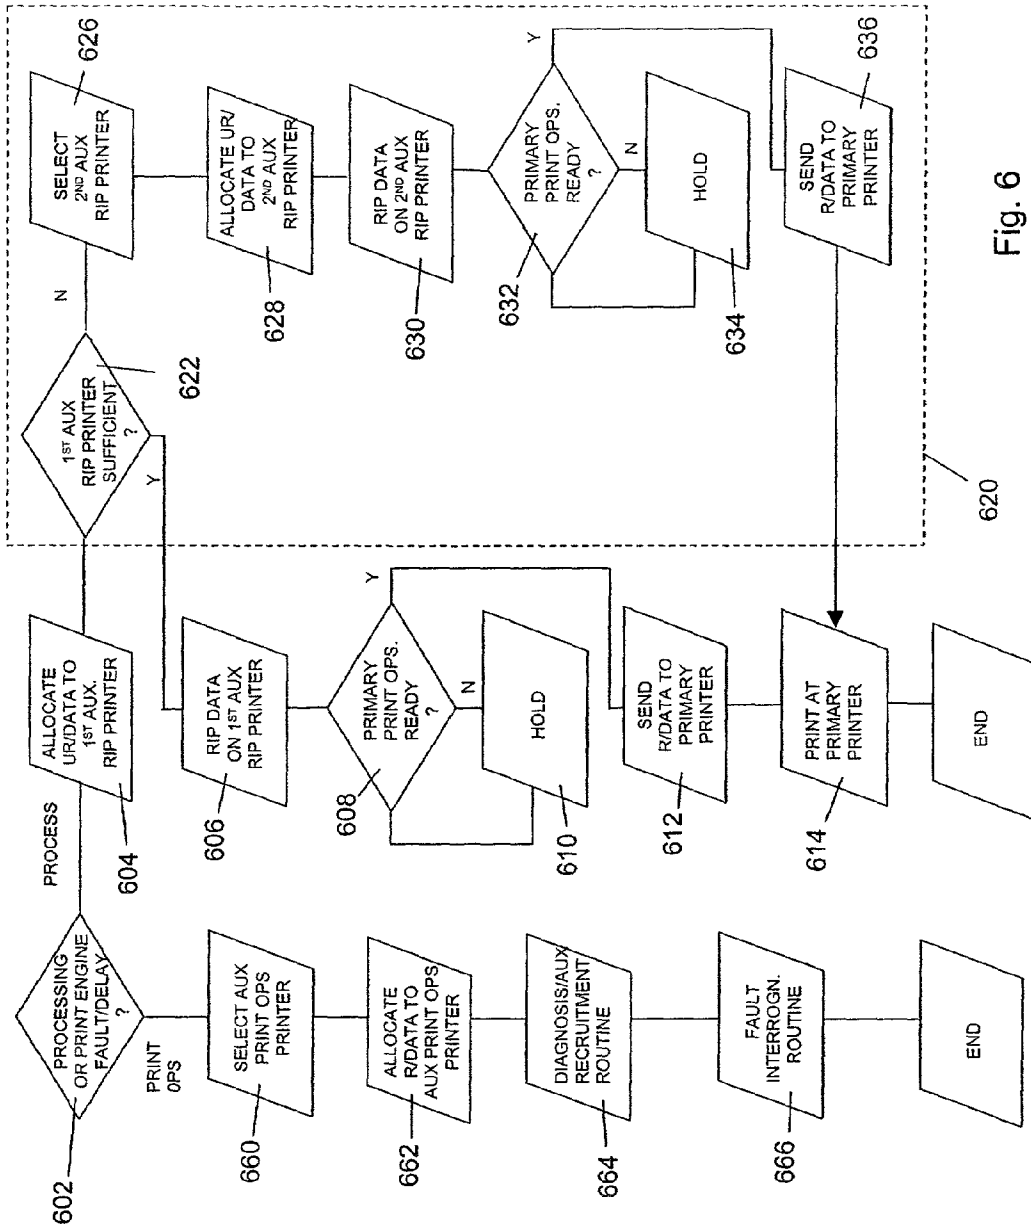 602
PROCESSING
OR PRINT ENGINE
FAULT/DELAY
?
PROCESS
PRINT
OPS
660
SELECT AUX
PRINT OPS
PRINTER
662
ALLOCATE
R/DATA TO
AUX PRINT OPS
PRINTER
664
DIAGNOSIS/AUX
RECRUITMENT
ROUTINE
666
FAULT
INTERROGN.
ROUTINE
END
604
ALLOCATE
UR/DATA TO
1ST AUX.
RIP PRINTER
606
RIP DATA
ON 1ST AUX
RIP PRINTER
608
PRIMARY
PRINT OPS.
READY
?
Y
N
610
HOLD
612
SEND
R/DATA TO
PRIMARY
PRINTER
614
PRINT AT
PRIMARY
PRINTER
END
622
1ST AUX
RIP PRINTER
SUFFICIENT
?
Y
N
626
SELECT
2ND AUX
RIP PRINTER
628
ALLOCATE UR/
DATA TO
2ND AUX
RIP PRINTER
630
RIP DATA
ON 2ND AUX
RIP PRINTER
632
PRIMARY
PRINT OPS.
READY
?
Y
N
634
HOLD
636
SEND
R/DATA TO
PRIMARY
PRINTER
620
Fig. 6